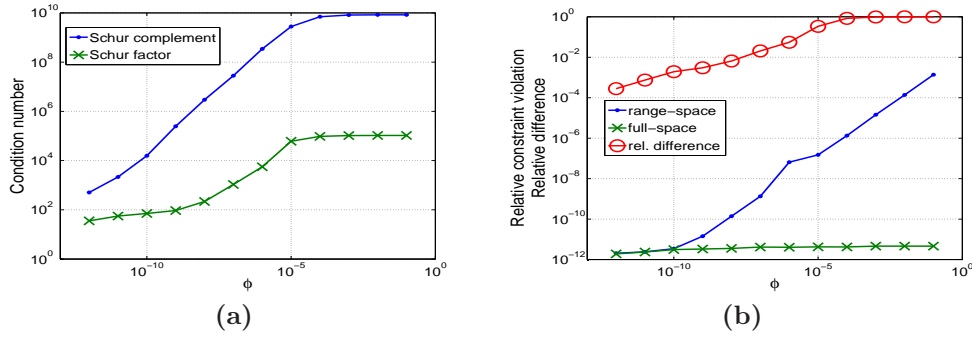 10^10
10^8
10^6
10^4
10^2
10^0
Condition number
Schur complement
Schur factor
10^-10
10^-5
10^0
ϕ
(a)
10^0
10^-2
10^-4
10^-6
10^-8
10^-10
10^-12
Relative constraint violation
Relative difference
range-space
full-space
rel. difference
10^-10
10^-5
10^0
ϕ
(b)